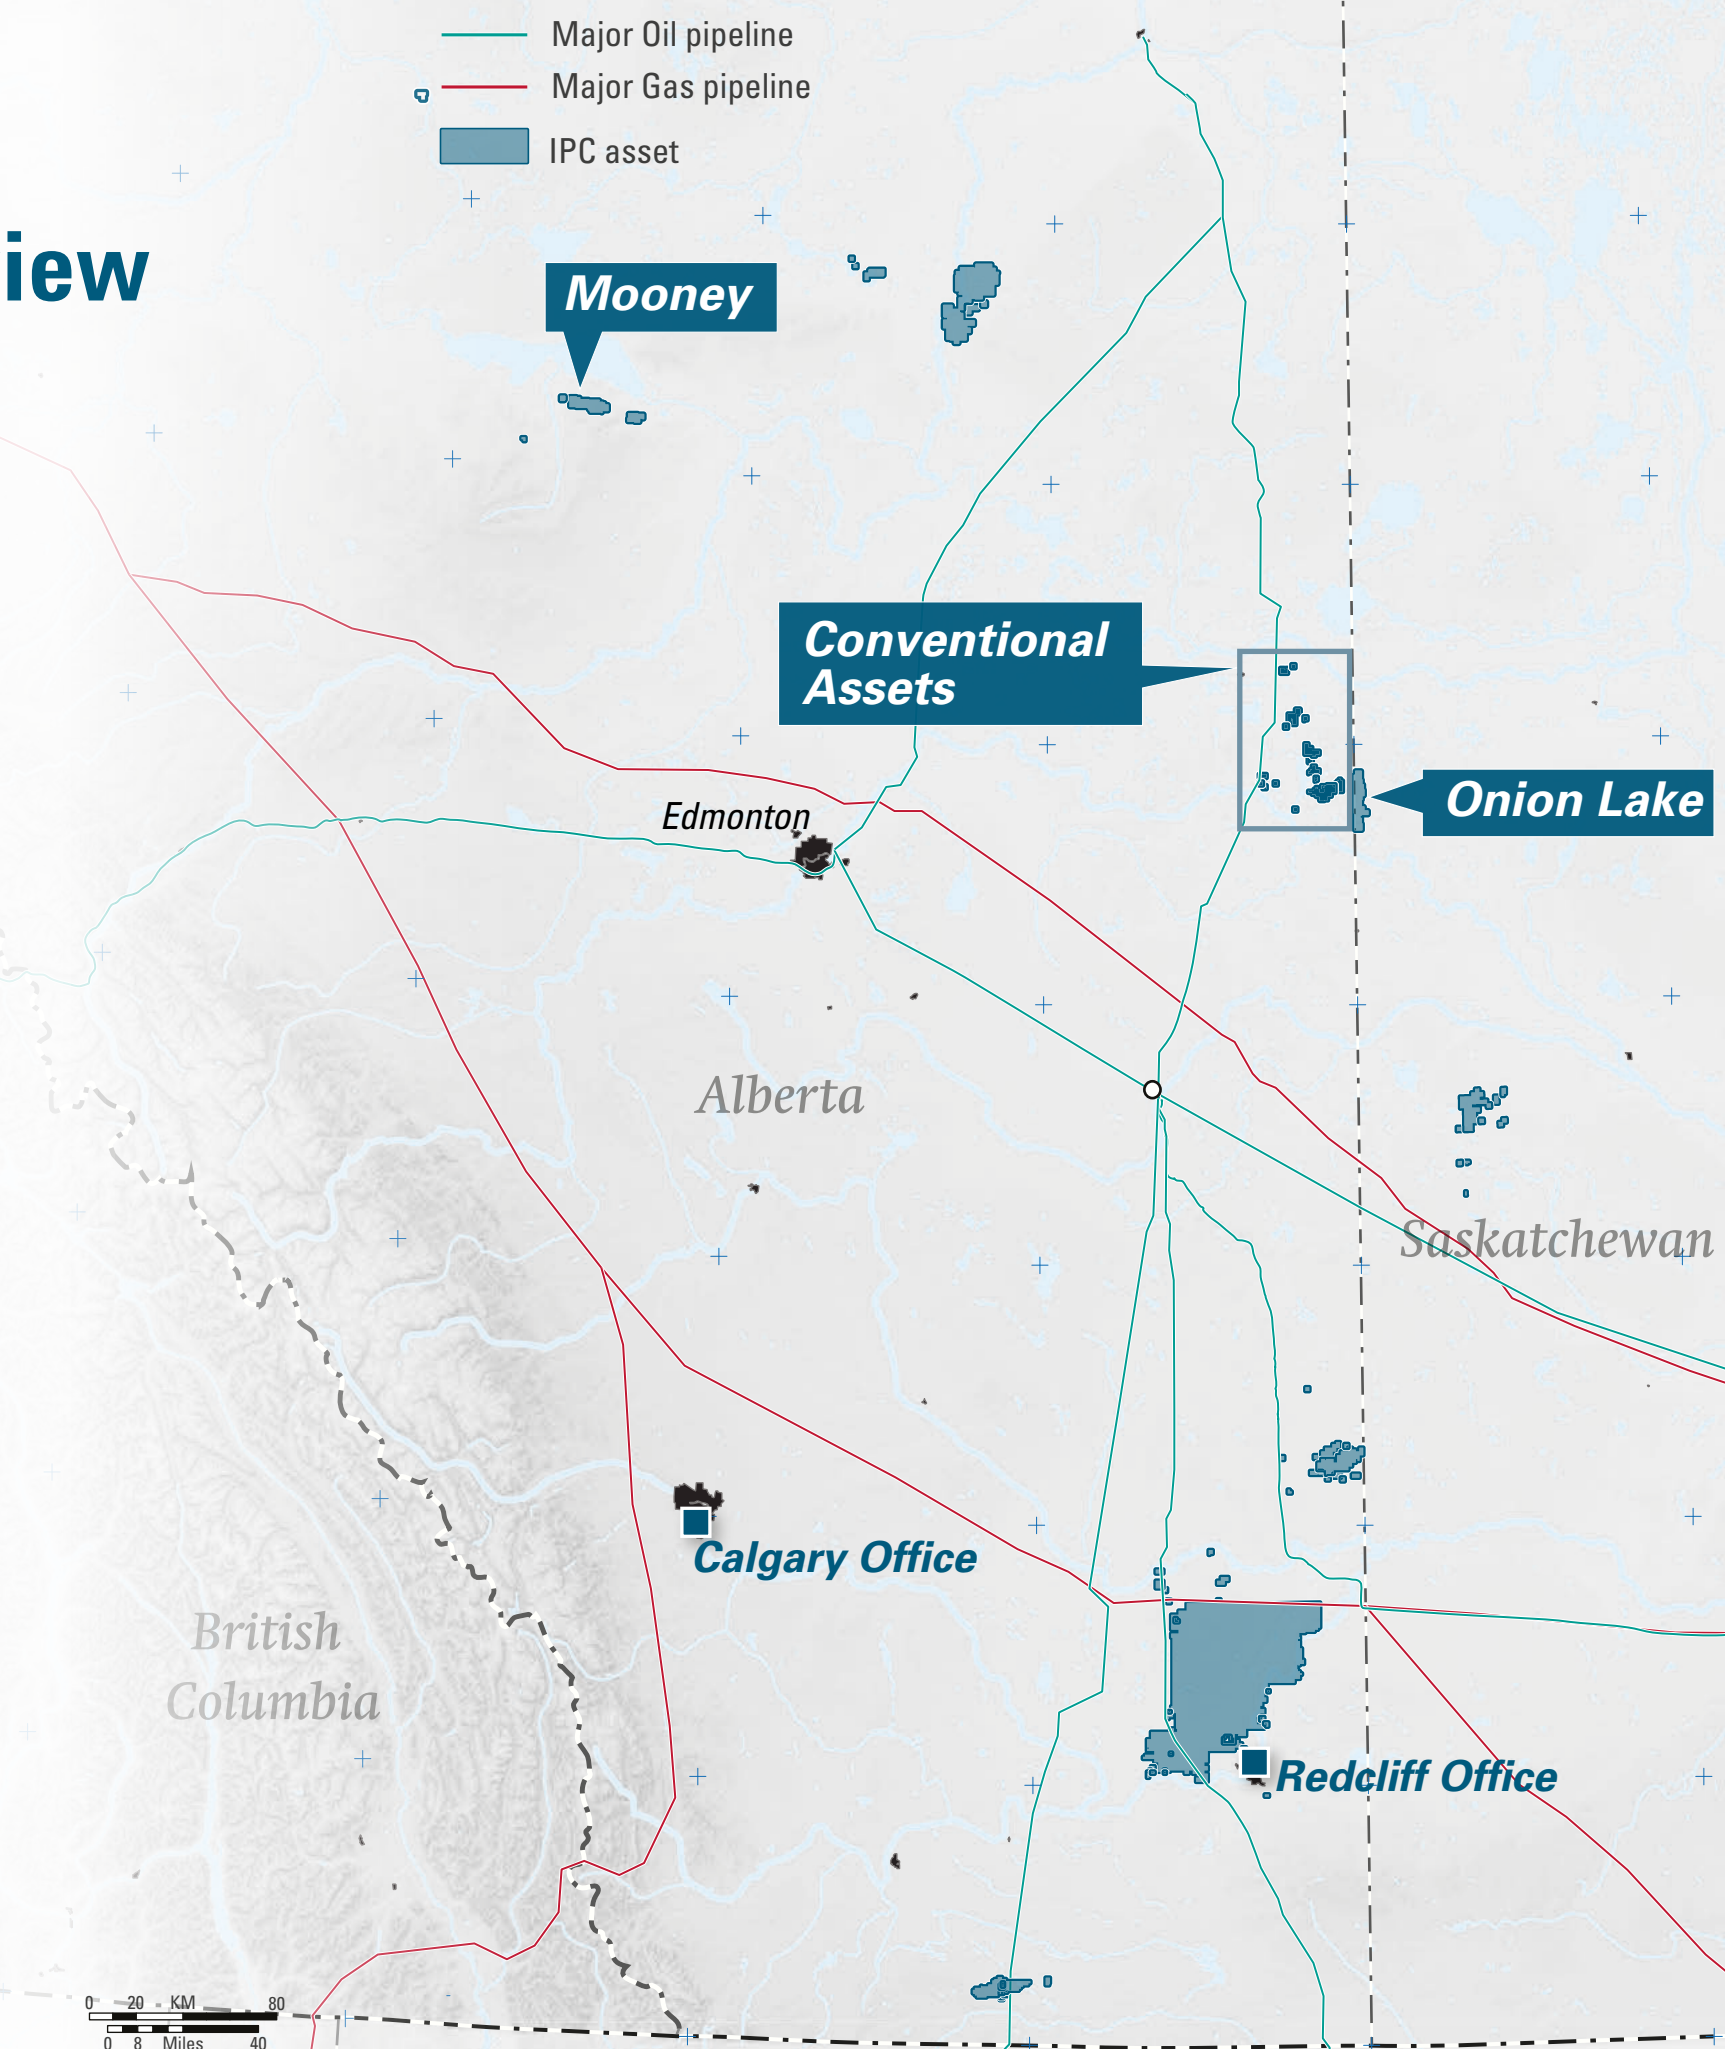 Major Oil pipeline
Major Gas pipeline
IPC asset
iew
Mooney
Conventional
Assets
Onion Lake
Edmonton
Alberta
Saskatchewan
Calgary Office
British
Columbia
Redcliff Office
0 20 KM 80
0 8 Miles 40